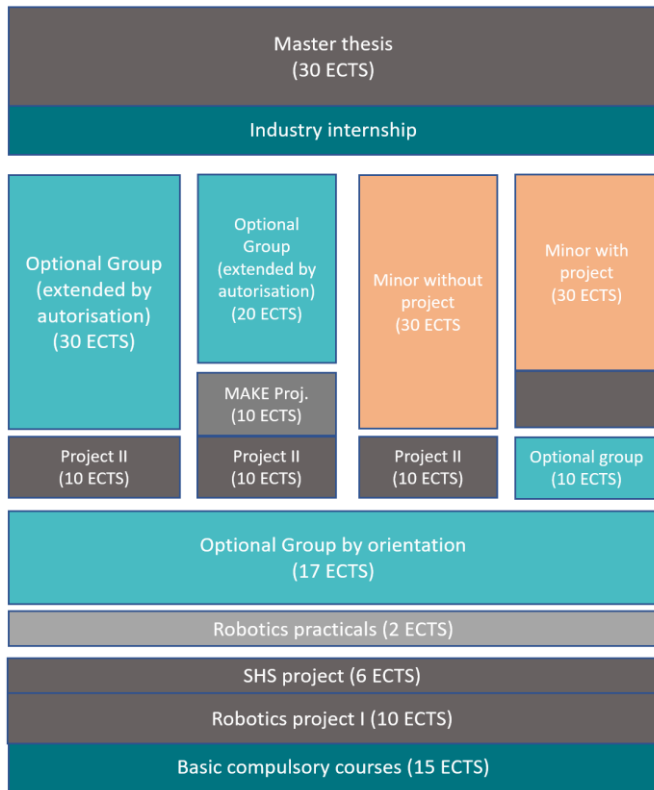 Master thesis
(30 ECTS)
Industry internship
Optional Group
(extended by
autorisation)
(30 ECTS)
Project II
(10 ECTS)
Optional
Group
(extended by
autorisation)
(20 ECTS)
MAKE Proj.
(10 ECTS)
Project II
(10 ECTS)
Minor without
project
(30 ECTS
Project II
(10 ECTS)
Minor with
project
(30 ECTS)
Optional group
(10 ECTS)
Optional Group by orientation
(17 ECTS)
Robotics practicals (2 ECTS)
SHS project (6 ECTS)
Robotics project I (10 ECTS)
Basic compulsory courses (15 ECTS)